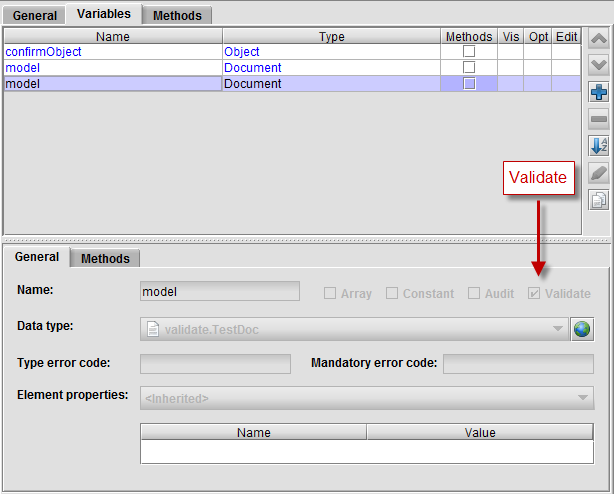 General Variables Methods
Name Type Methods Vis Opt Edit
confirmObject Object
model Document
model Document
A
Z
Validate
General Methods
Name: model Array Constant Audit Validate
Data type: validate.TestDoc
Type error code: Mandatory error code:
Element properties: <Inherited>
Name Value